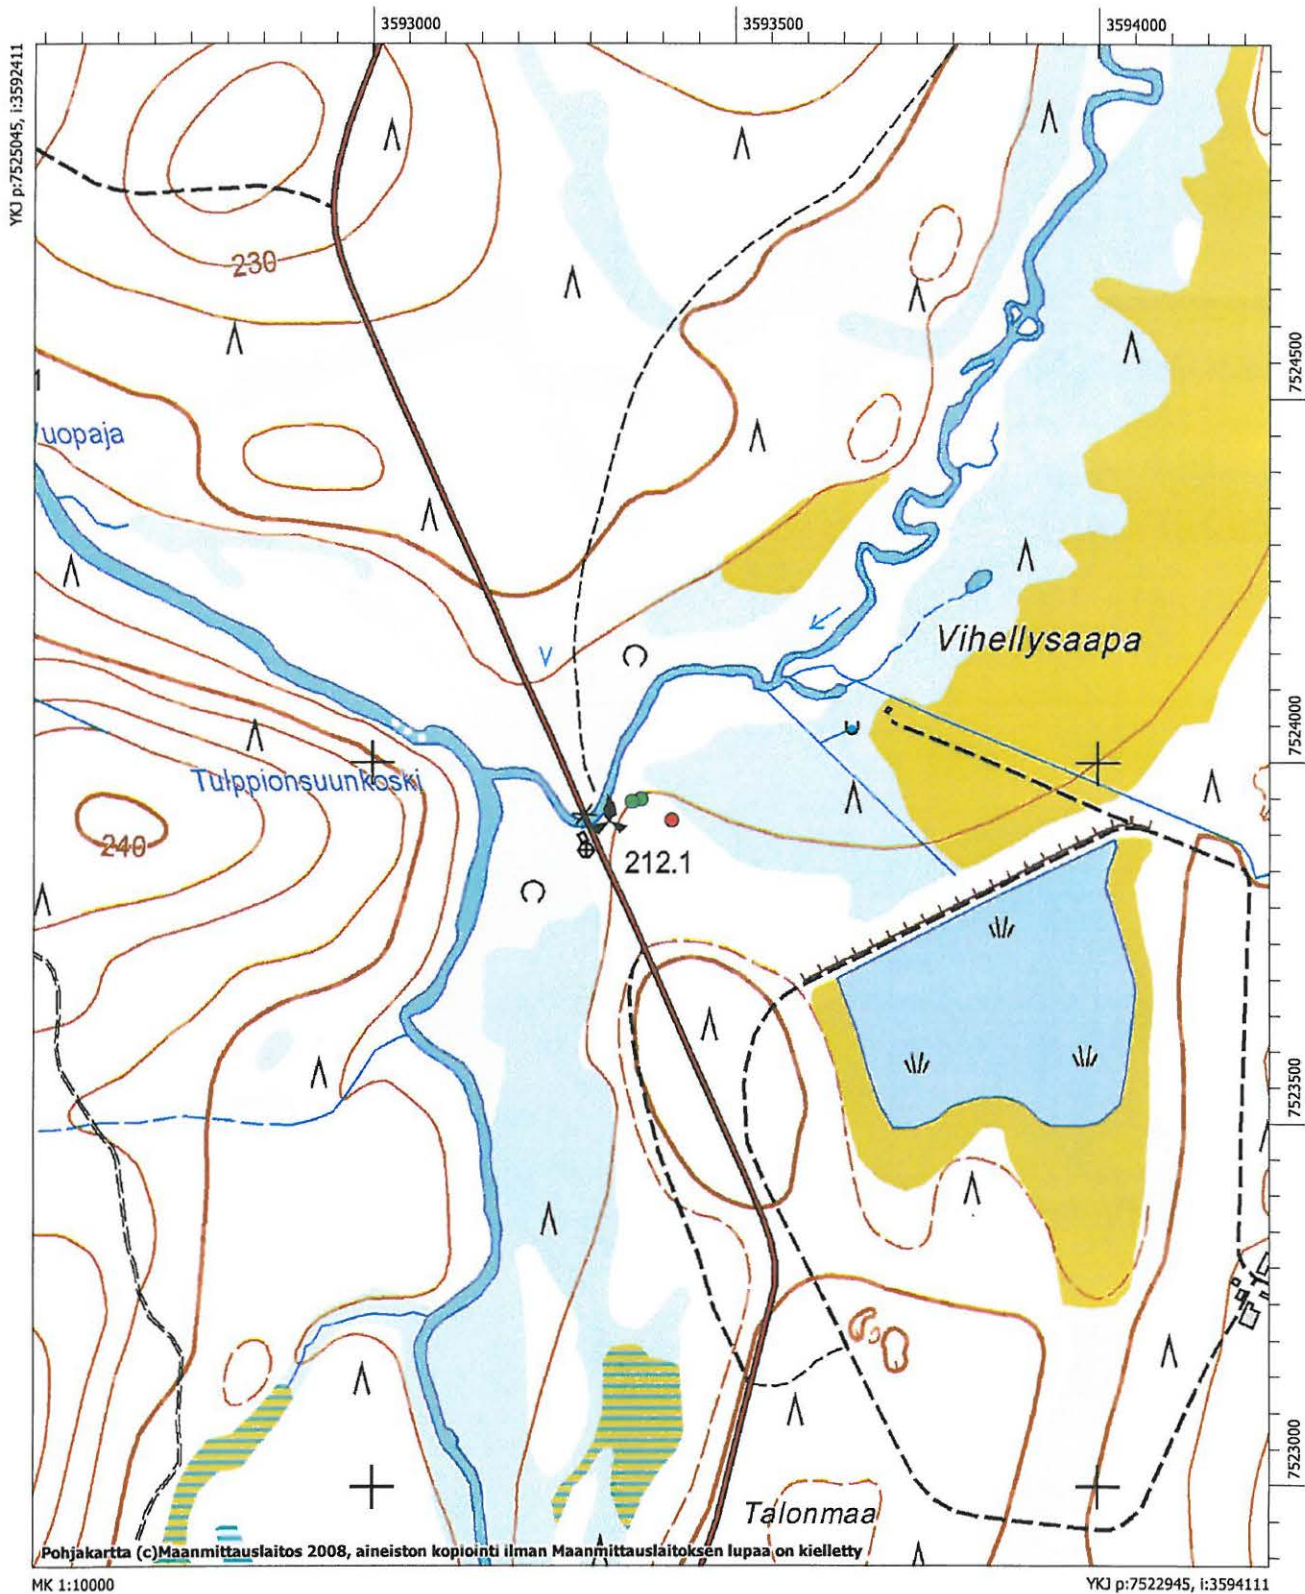 3593000
3593500
3594000
YKJ p:7525045, i:3592411
230
7524500
Vihellysaapa
7524000
Tulppionsuunkoski
240
212.1
7523500
7523000
Talonmaa
Pohjakartta (c)Maanmittauslaitos 2008, aineiston kopiointi ilman Maanmittauslaitoksen lupaa on kielletty
MK 1:10000
YKJ p:7522945, i:3594111